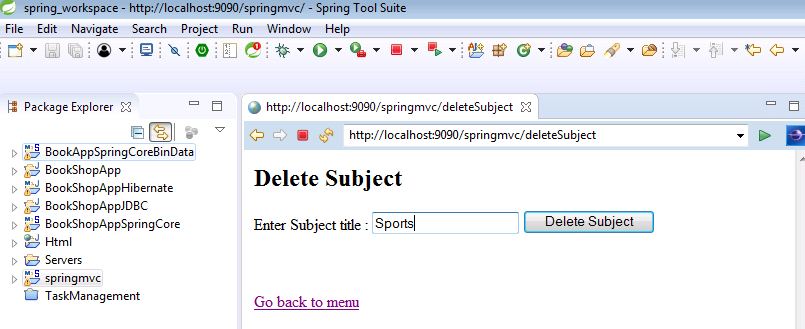 spring_workspace - http://localhost:9090/springmvc/ - Spring Tool Suite
File Edit Navigate Search Project Run Window Help
Package Explorer
http://localhost:9090/springmvc/deleteSubject
http://localhost:9090/springmvc/deleteSubject
BookAppSpringCoreBinData
BookShopApp
BookShopAppHibernate
BookShopAppJDBC
BookShopAppSpringCore
Html
Servers
springmvc
TaskManagement
Delete Subject
Enter Subject title : Sports Delete Subject
Go back to menu